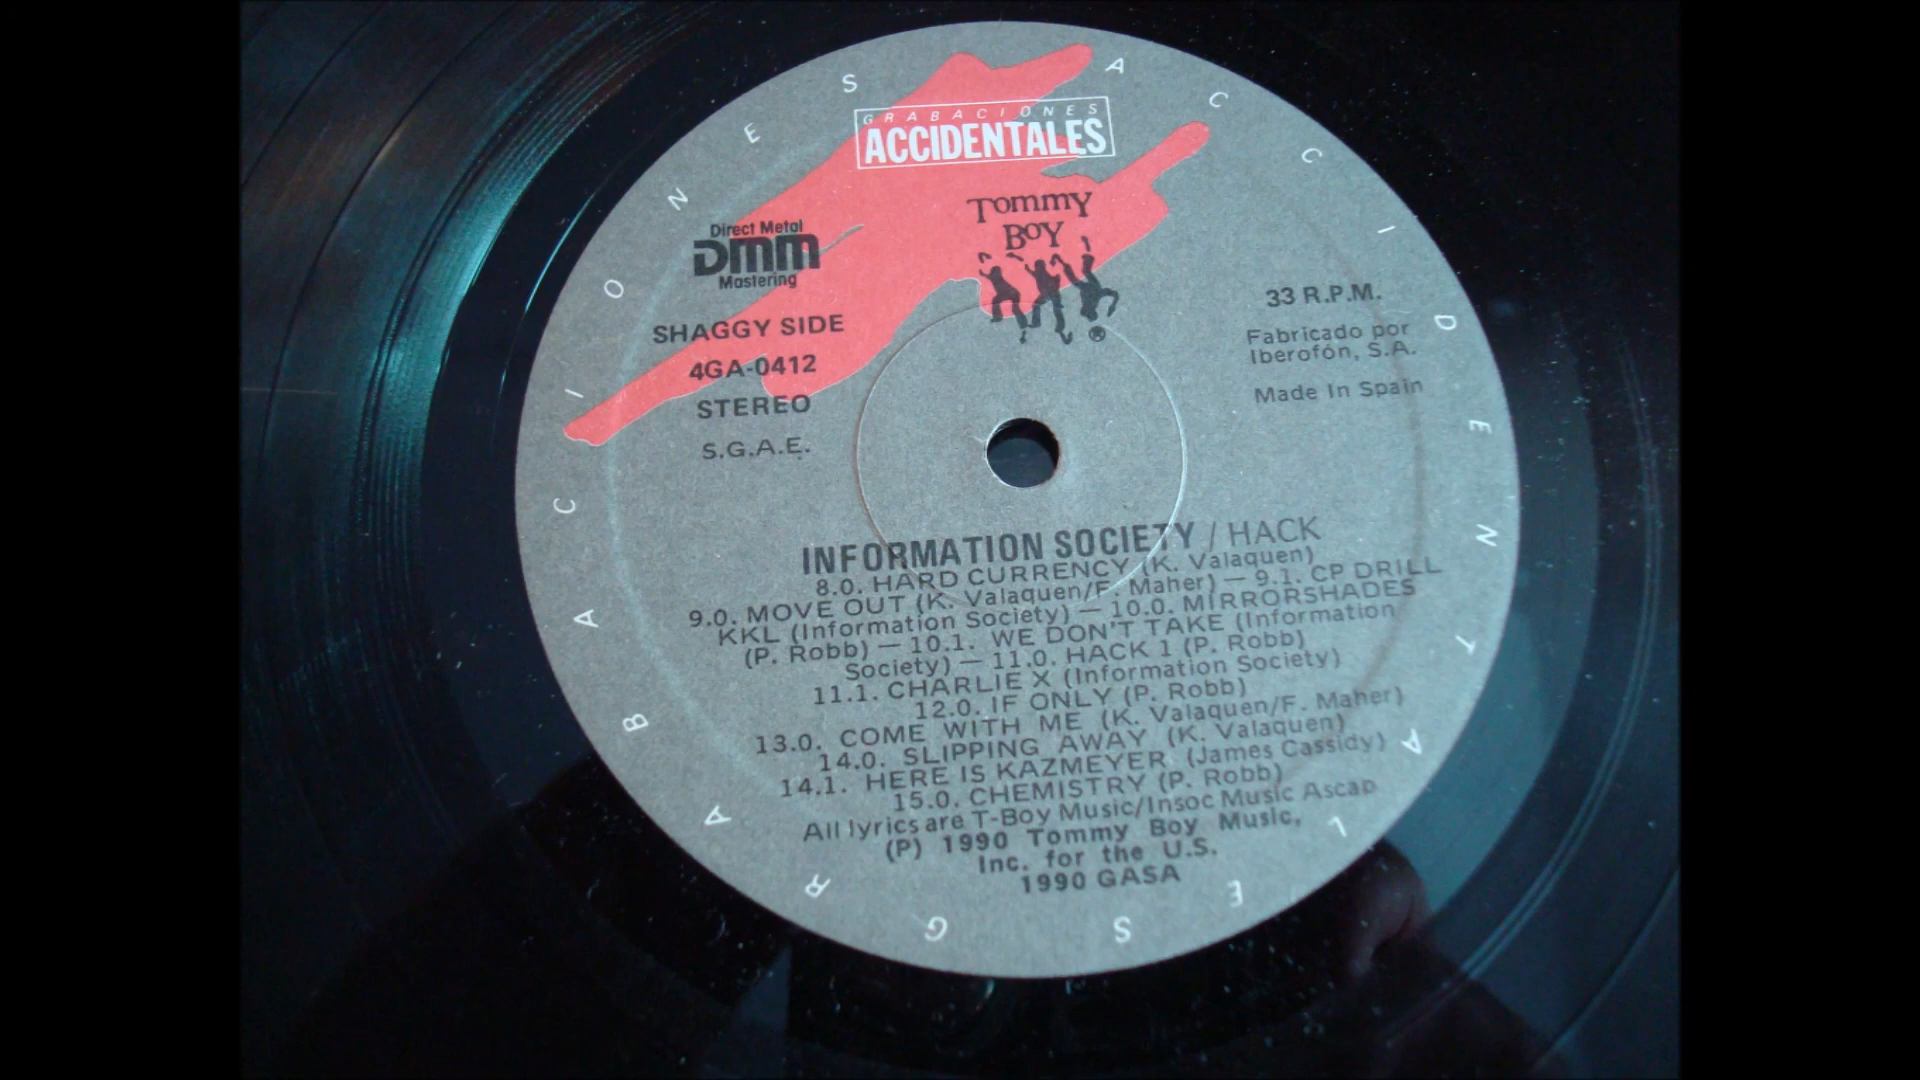 GRABACIONES ACCIDENTALES
GRABACIONES
ACCIDENTALES
Tommy
Boy
®
Direct Metal
DMM
Mastering
SHAGGY SIDE
4GA-0412
STEREO
S.G.A.E.
33 R.P.M.
Fabricado por
Iberofón, S.A.
Made In Spain
INFORMATION SOCIETY / HACK
8.0. HARD CURRENCY (K. Valaquen)
9.0. MOVE OUT (K. Valaquen/F. Maher) — 9.1. CP DRILL
KKL (Information Society) — 10.0. MIRRORSHADES
(P. Robb) — 10.1. WE DON'T TAKE (Information
Society) — 11.0. HACK 1 (P. Robb)
11.1. CHARLIE X (Information Society)
12.0. IF ONLY (P. Robb)
13.0. COME WITH ME (K. Valaquen/F. Maher)
14.0. SLIPPING AWAY (K. Valaquen)
14.1. HERE IS KAZMEYER (James Cassidy)
15.0. CHEMISTRY (P. Robb)
All lyrics are T-Boy Music/Insoc Music Ascap
(P) 1990 Tommy Boy Music,
Inc. for the U.S.
1990 GASA